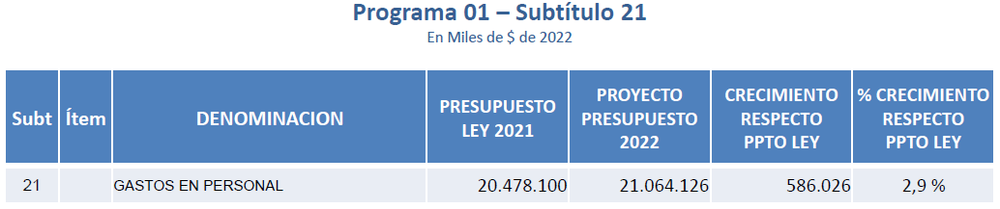 Programa 01 – Subtítulo 21
En Miles de $ de 2022
Subt Ítem DENOMINACION PRESUPUESTO LEY 2021 PROYECTO PRESUPUESTO 2022 CRECIMIENTO RESPECTO PPTO LEY % CRECIMIENTO RESPECTO PPTO LEY
21 GASTOS EN PERSONAL 20.478.100 21.064.126 586.026 2,9 %